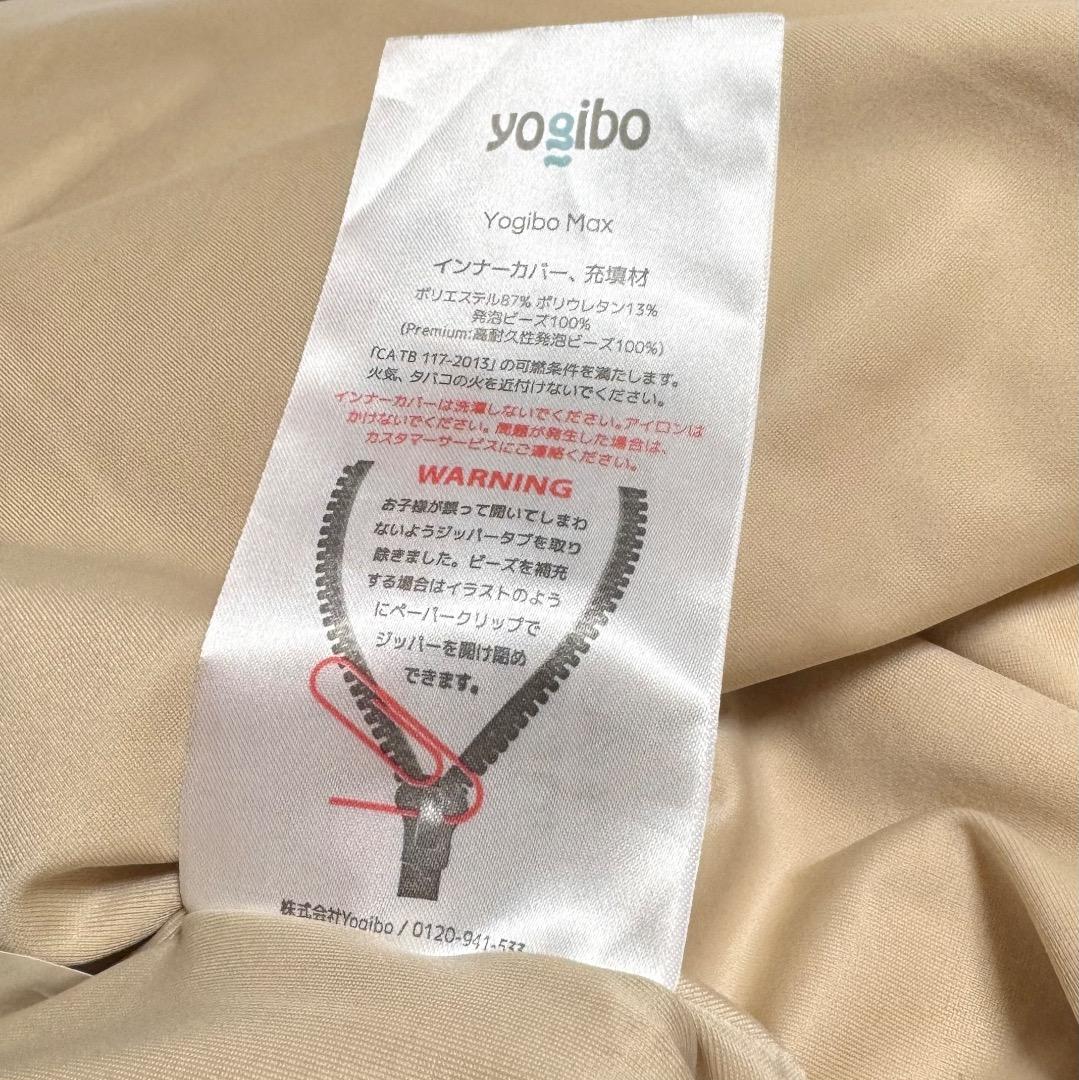 yogibo
Yogibo Max
インナーカバー、充填材
ポリエステル87% ポリウレタン13%
発泡ビーズ100%
(Premium:高耐久性発泡ビーズ100%)
「CA TB 117-2013」の可燃条件を満たします。
火気、タバコの火を近付けないでください。
インナーカバーは洗濯しないでください。アイロンは
かけないでください。問題が発生した場合は、
カスタマーサービスにご連絡ください。
WARNING
お子様が誤って開いてしまわ
ないようジッパータブを取り
除きました。ビーズを補充
する場合はイラストのよう
にペーパークリップで
ジッパーを開け閉め
できます。
株式会社Yogibo / 0120-941-533